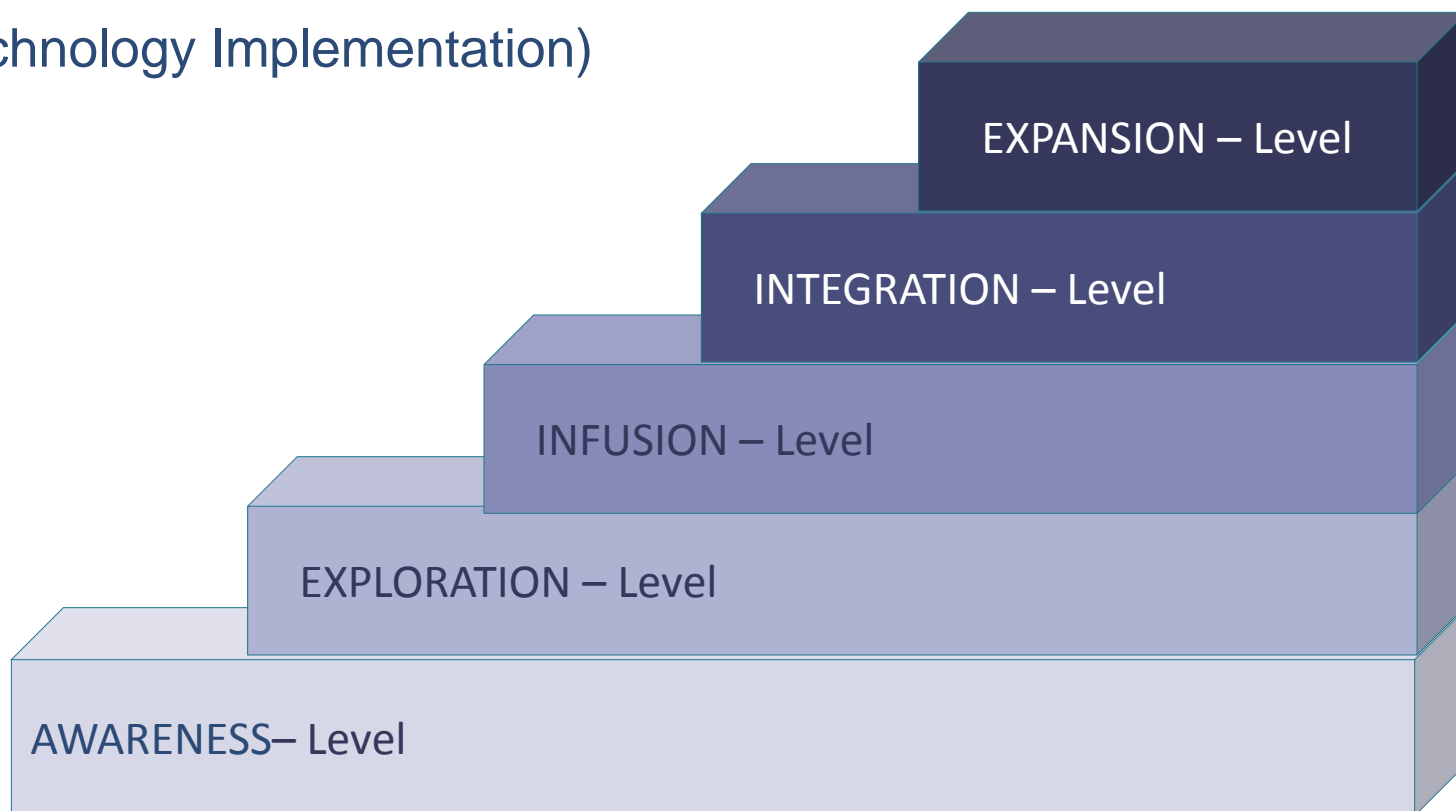 chnology Implementation)
EXPANSION – Level
INTEGRATION – Level
INFUSION – Level
EXPLORATION – Level
AWARENESS– Level